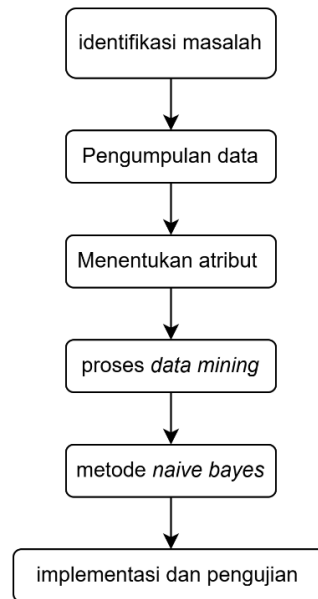 identifikasi masalah
Pengumpulan data
Menentukan atribut
proses data mining
metode naive bayes
implementasi dan pengujian